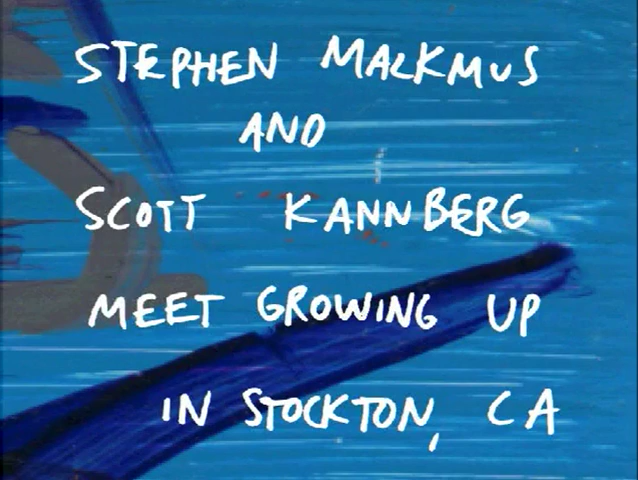 STEPHEN MALKMUS
AND
SCOTT KANNBERG
MEET GROWING UP
IN STOCKTON, CA